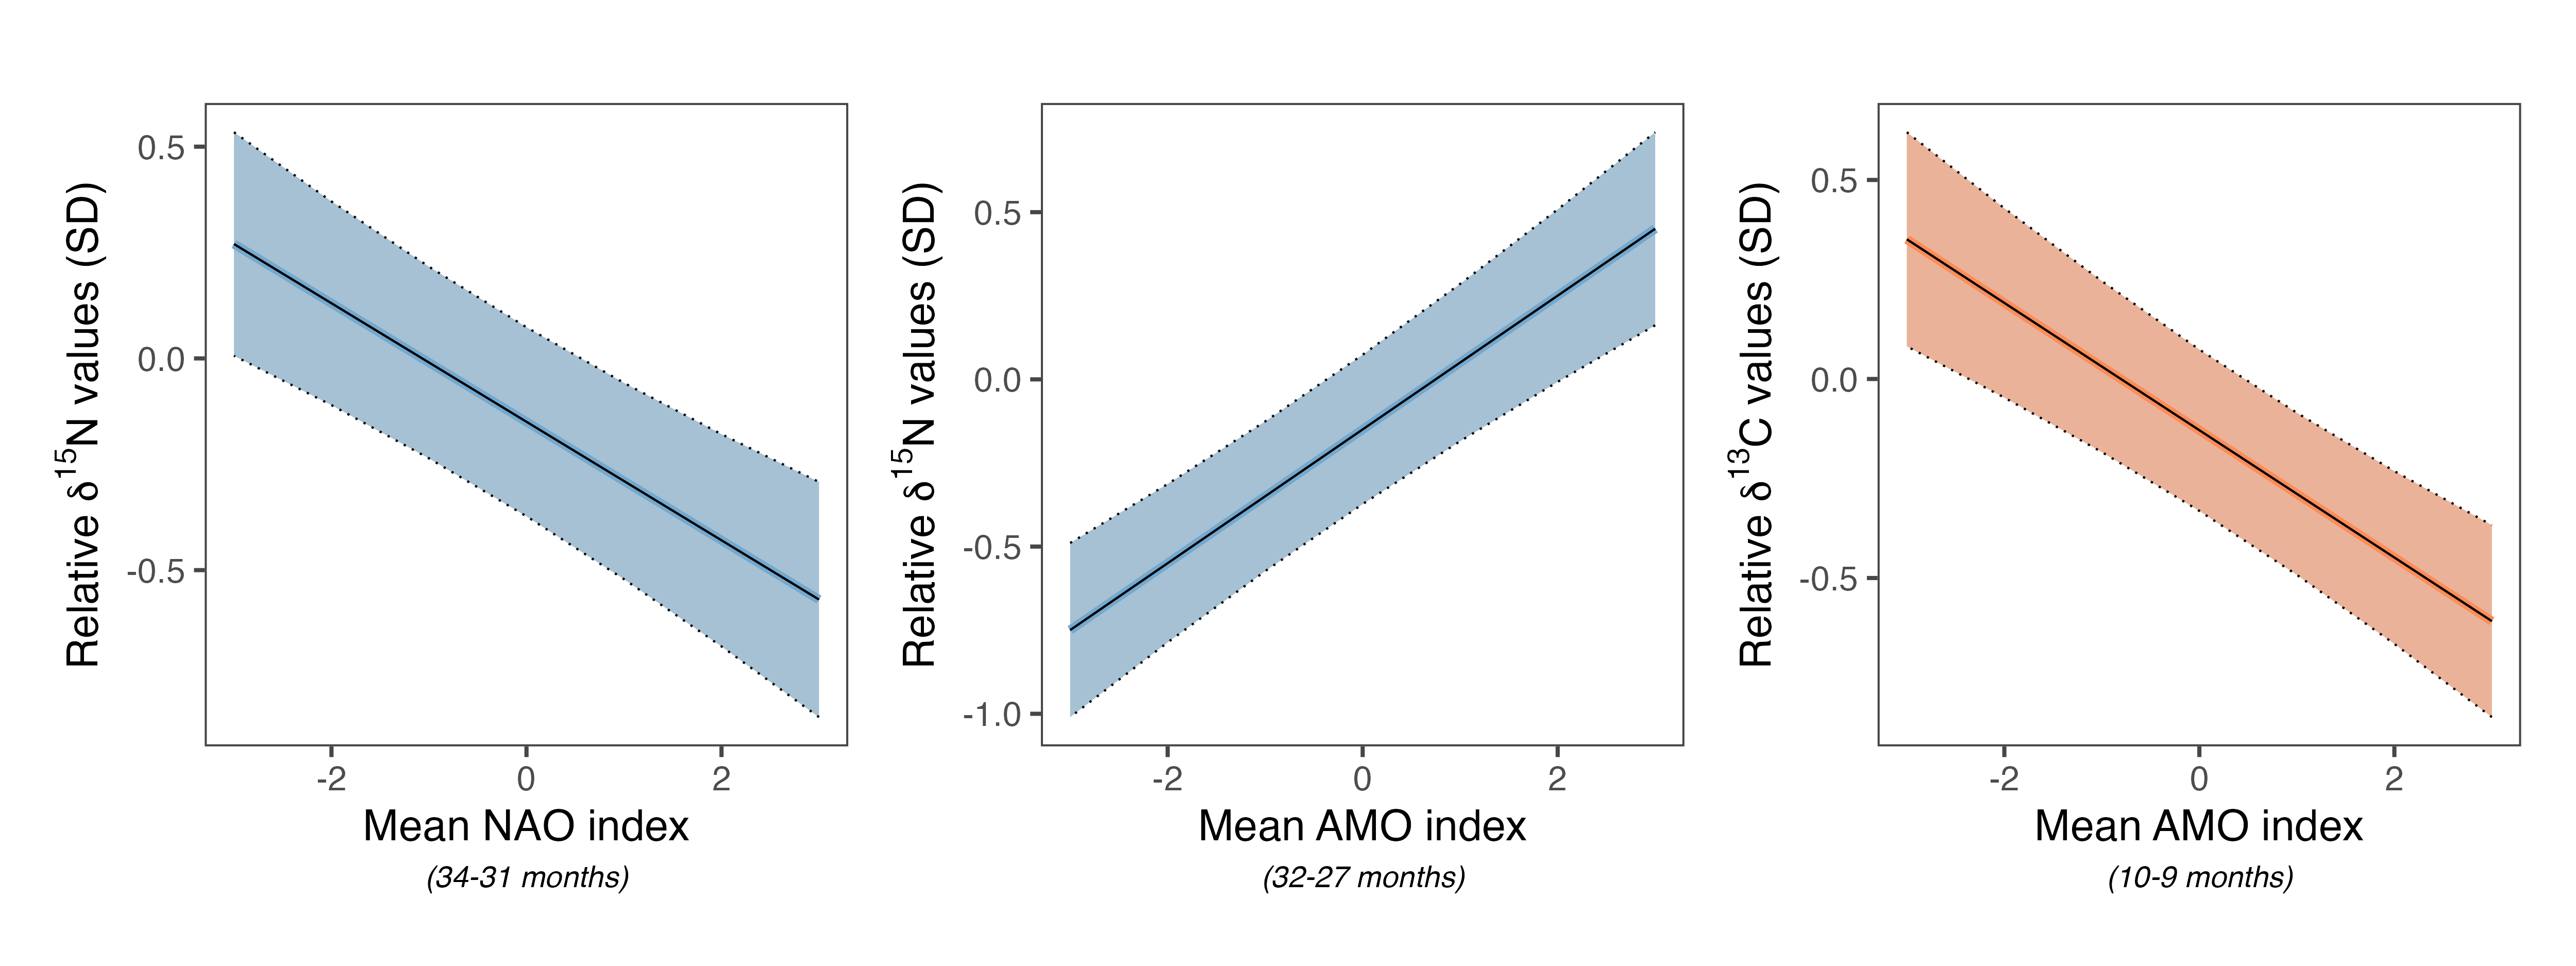 Relative δ¹⁵N values (SD)
0.5
0.0
-0.5
-2 0 2
Mean NAO index
(34-31 months)
Relative δ¹⁵N values (SD)
0.5
0.0
-0.5
-1.0
-2 0 2
Mean AMO index
(32-27 months)
Relative δ¹³C values (SD)
0.5
0.0
-0.5
-2 0 2
Mean AMO index
(10-9 months)